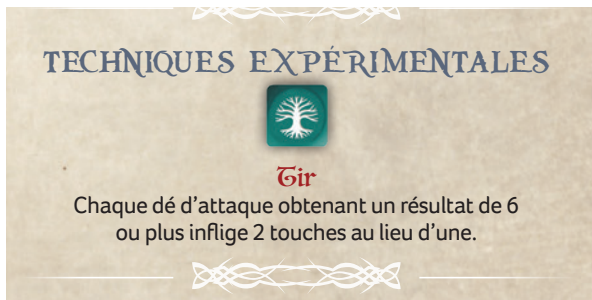 TECHNIQUES EXPÉRIMENTALES
Tir
Chaque dé d’attaque obtenant un résultat de 6
ou plus inflige 2 touches au lieu d’une.